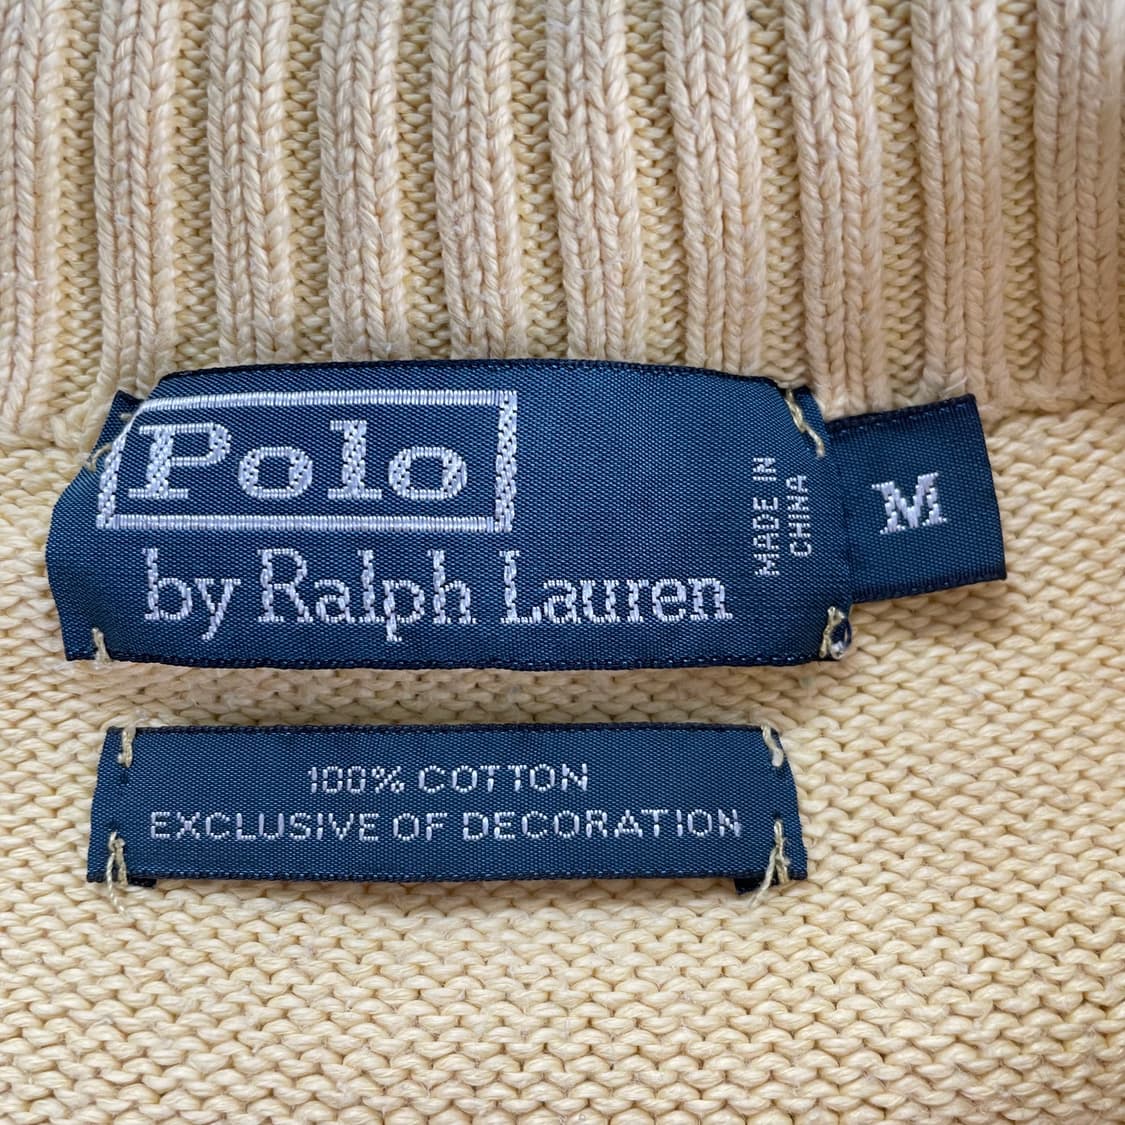 Polo
by Ralph Lauren
MADE IN
CHINA
M
100% COTTON
EXCLUSIVE OF DECORATION